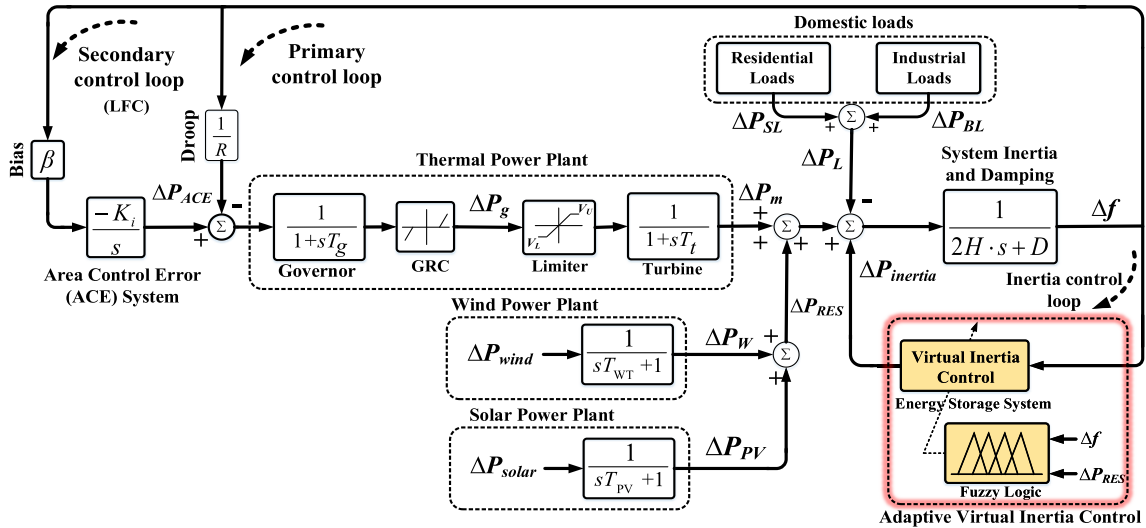 Secondary
control loop
(LFC)
Primary
control loop
Domestic loads
Residential
Loads
Industrial
Loads
ΔP_SL
Σ
ΔP_BL
+
+
ΔP_L
Bias
β
Droop
1
R
ΔP_ACE
-
+
Σ
-K_i
s
Area Control Error
(ACE) System
Thermal Power Plant
1
1+sT_g
Governor
GRC
ΔP_g
V_U
V_L
Limiter
1
1+sT_t
Turbine
ΔP_m
+
+
Σ
+
+
-
Σ
+
System Inertia
and Damping
1
2H·s+D
Δf
ΔP_inertia
Inertia control
loop
ΔP_RES
Wind Power Plant
ΔP_wind
1
sT_WT +1
ΔP_W
+
Σ
+
Solar Power Plant
ΔP_solar
1
sT_PV +1
ΔP_PV
Virtual Inertia
Control
Energy Storage System
Δf
ΔP_RES
Fuzzy Logic
Adaptive Virtual Inertia Control